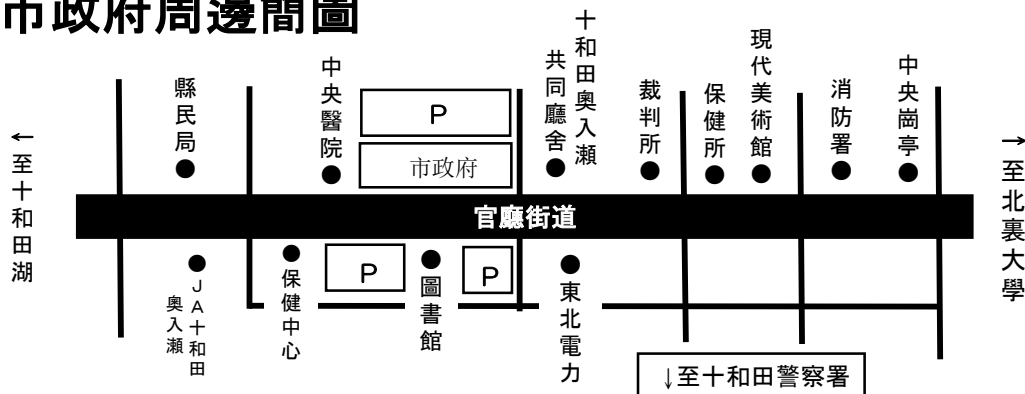 市政府周邊簡圖
←至十和田湖
縣民局
中央醫院
P
市政府
共同廳舍
十和田奧入瀨
裁判所
保健所
現代美術館
消防署
中央崗亭
→至北裏大學
官廳街道
JA十和田
奧入瀨
保健中心
P
圖書館
P
東北電力
↓至十和田警察署